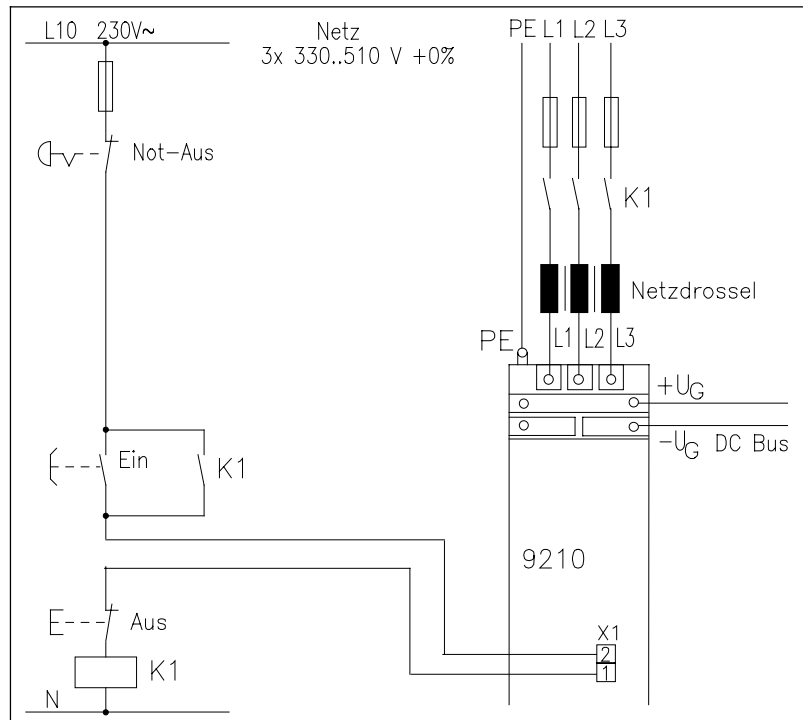 L10 230V~
Netz
3x 330..510 V +0%
PE L1 L2 L3
Not-Aus
K1
Netzdrossel
PE L1 L2 L3
+UG
-UG DC Bus
Ein
K1
9210
Aus
X1
2
1
K1
N